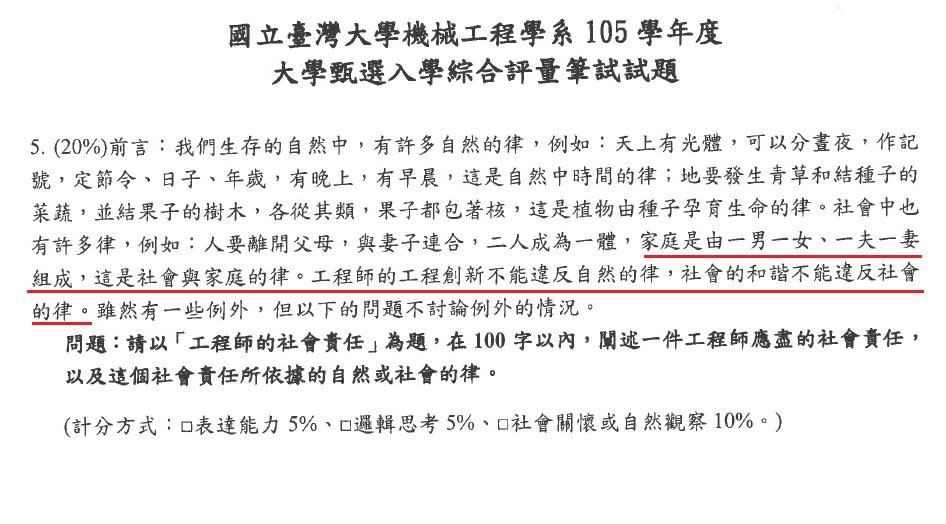 國立臺灣大學機械工程學系 105 學年度
大學甄選入學綜合評量筆試試題
5. (20%)前言：我們生存的自然中，有許多自然的律，例如：天上有光體，可以分晝夜，作記
號，定節令、日子、年歲，有晚上，有早晨，這是自然中時間的律；地要發生青草和結種子的
菜蔬，並結果子的樹木，各從其類，果子都包著核，這是植物由種子孕育生命的律。社會中也
有許多律，例如：人要離開父母，與妻子連合，二人成為一體，家庭是由一男一女、一夫一妻
組成，這是社會與家庭的律。工程師的工程創新不能違反自然的律，社會的和諧不能違反社會
的律。雖然有一些例外，但以下的問題不討論例外的情況。
問題：請以「工程師的社會責任」為題，在 100 字以內，闡述一件工程師應盡的社會責任，
以及這個社會責任所依據的自然或社會的律。
(計分方式：□表達能力 5%、□邏輯思考 5%、□社會關懷或自然觀察 10%。)